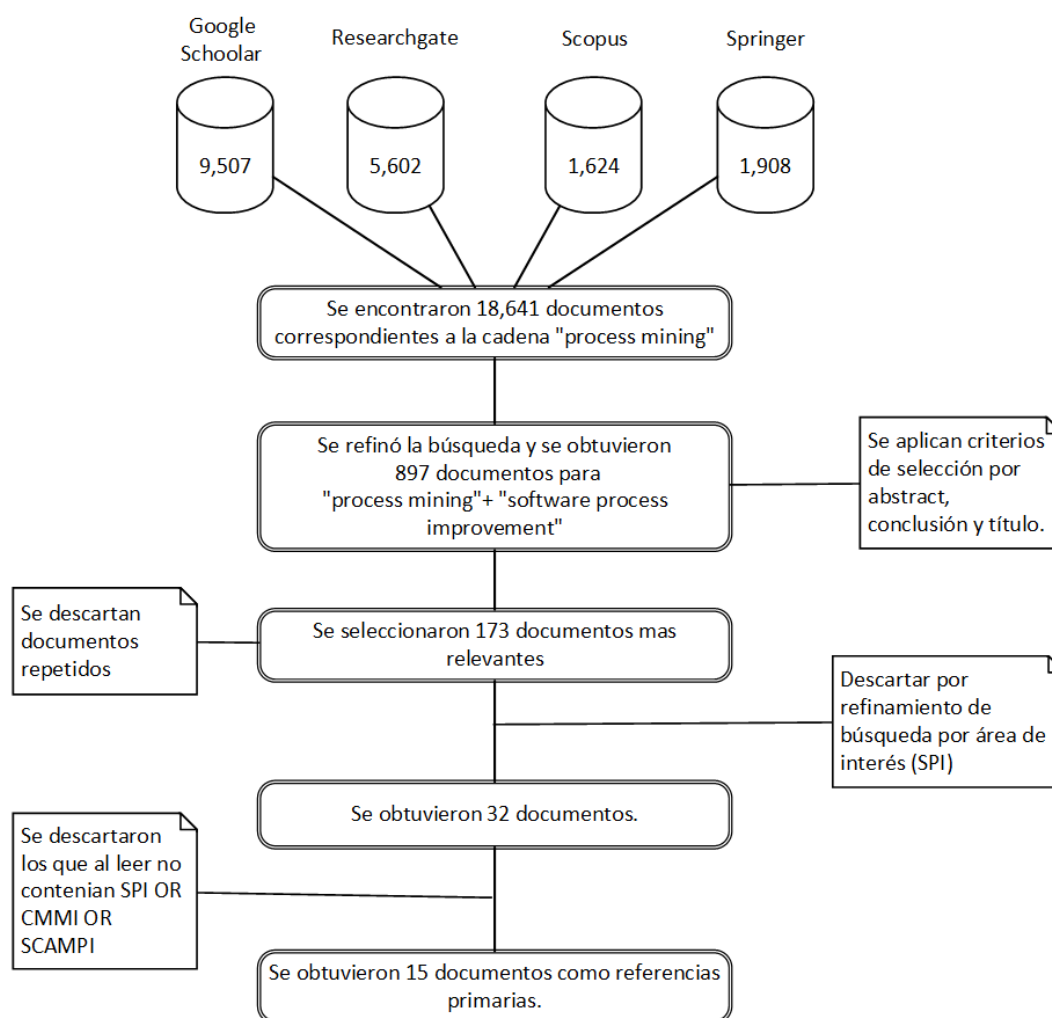 Google
Schoolar
Researchgate
Scopus
Springer
9,507
5,602
1,624
1,908
Se encontraron 18,641 documentos
correspondientes a la cadena "process mining"
Se refinó la búsqueda y se obtuvieron
897 documentos para
"process mining"+ "software process
improvement"
Se aplican criterios
de selección por
abstract,
conclusión y título.
Se descartan
documentos
repetidos
Se seleccionaron 173 documentos mas
relevantes
Descartar por
refinamiento de
búsqueda por área de
interés (SPI)
Se obtuvieron 32 documentos.
Se descartaron
los que al leer no
contenian SPI OR
CMMI OR
SCAMPI
Se obtuvieron 15 documentos como referencias
primarias.